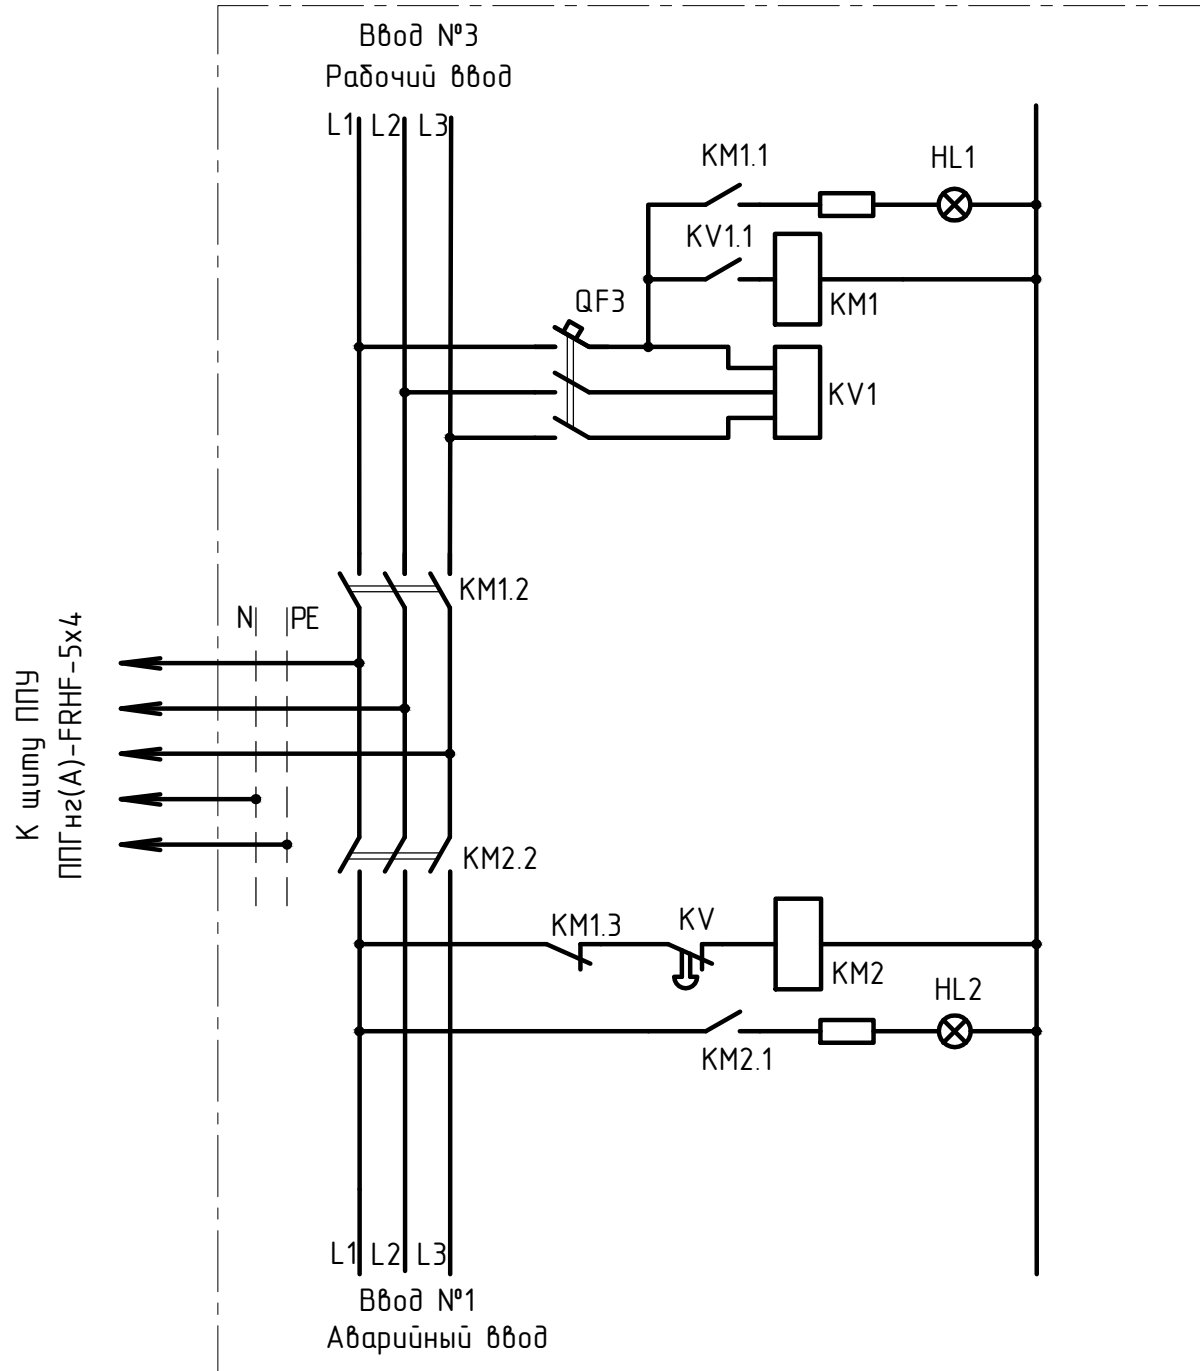 Ввод №3
Рабочий ввод
L1 L2 L3
KM1.1
HL1
KV1.1
KM1
QF3
KV1
KM1.2
N PE
К щиту ППУ
ППГнг(А)-FRHF-5x4
KM2.2
KM1.3
KV
KM2
HL2
KM2.1
L1 L2 L3
Ввод №1
Аварийный ввод